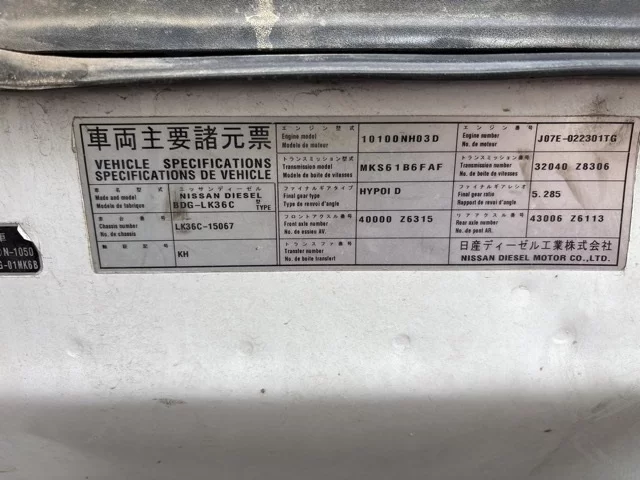 車両主要諸元票
VEHICLE SPECIFICATIONS
SPECIFICATIONS DE VEHICLE
車名型式
Make and model
Modele de fabrique
ニッサンディーゼル
NISSAN DIESEL
BDG-LK36C 型 TYPE
車台番号
Chassis number
No. de chassis
LK36C-15067
KH
エンジン型式
Engine model
Modele de moteur
10100NH03D
エンジン番号
Engine number
No. de moteur
J07E-022301TG
トランスミッション型式
Transmission model
Modele de boite de vitesses
MKS61B6FAF
トランスミッション番号
Transmission number
No. de boite de vitesses
32040 Z8306
ファイナルギアタイプ
Final gear type
Type de renvoi d'angle
HYPOID
ファイナルギアレシオ
Final gear ratio
Rapport de renvoi d'angle
5.285
フロントアクスル番号
Front axle number
No. de essieu AV.
40000 Z6315
リアアクスル番号
Rear axle number
No. de pont AR.
43006 Z6113
トランスファ番号
Transfer number
No. de boite transfert
日産ディーゼル工業株式会社
NISSAN DIESEL MOTOR CO.,LTD.
N-1050
-01MK6B